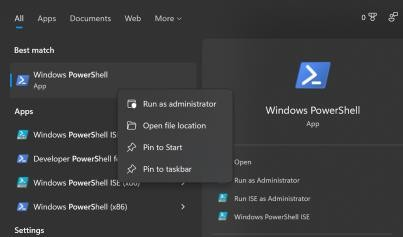 All Apps Documents Web More
0
Best match
Windows PowerShell
App
Apps
Windows PowerShell IS
Developer PowerShell f
Windows PowerShell ISE (x86)
Windows PowerShell (x86)
Settings
Run as administrator
Open file location
Pin to Start
Pin to taskbar
Windows PowerShell
App
Open
Run as Administrator
Run ISE as Administrator
Windows PowerShell ISE